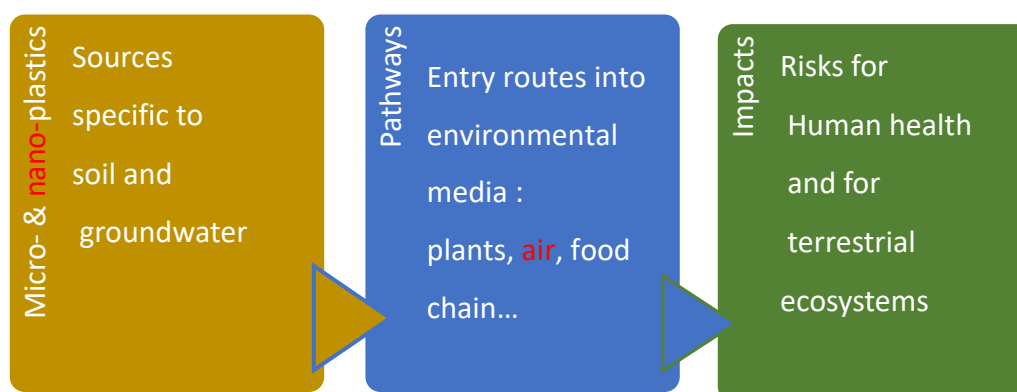 Micro- & nano-plastics
Sources
specific to
soil and
groundwater
Pathways
Entry routes into
environmental
media :
plants, air, food
chain...
Impacts
Risks for
Human health
and for
terrestrial
ecosystems